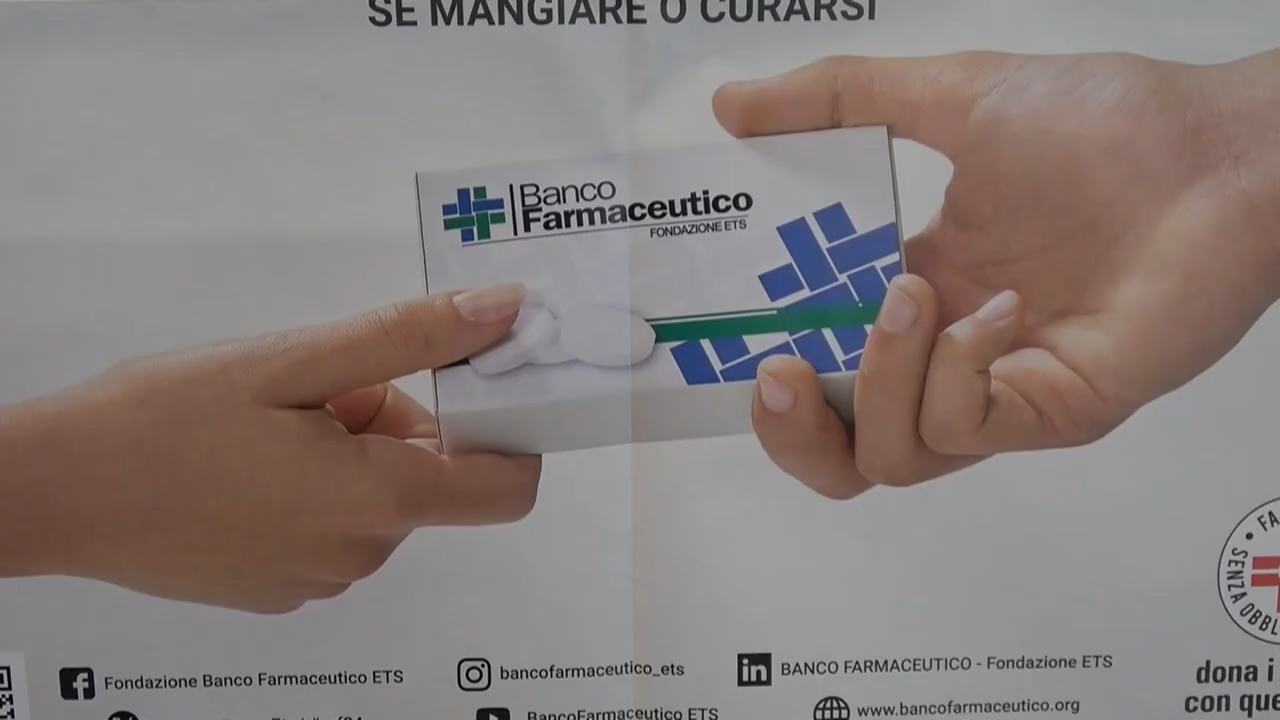 SE MANGIARE O CURARSI
Banco
Farmaceutico
FONDAZIONE ETS
SENZA
Fondazione Banco Farmaceutico ETS
bancofarmaceutico_ets
BANCO FARMACEUTICO - Fondazione ETS
BancoFarmaceutico ETS
www.bancofarmaceutico.org
dona i
con